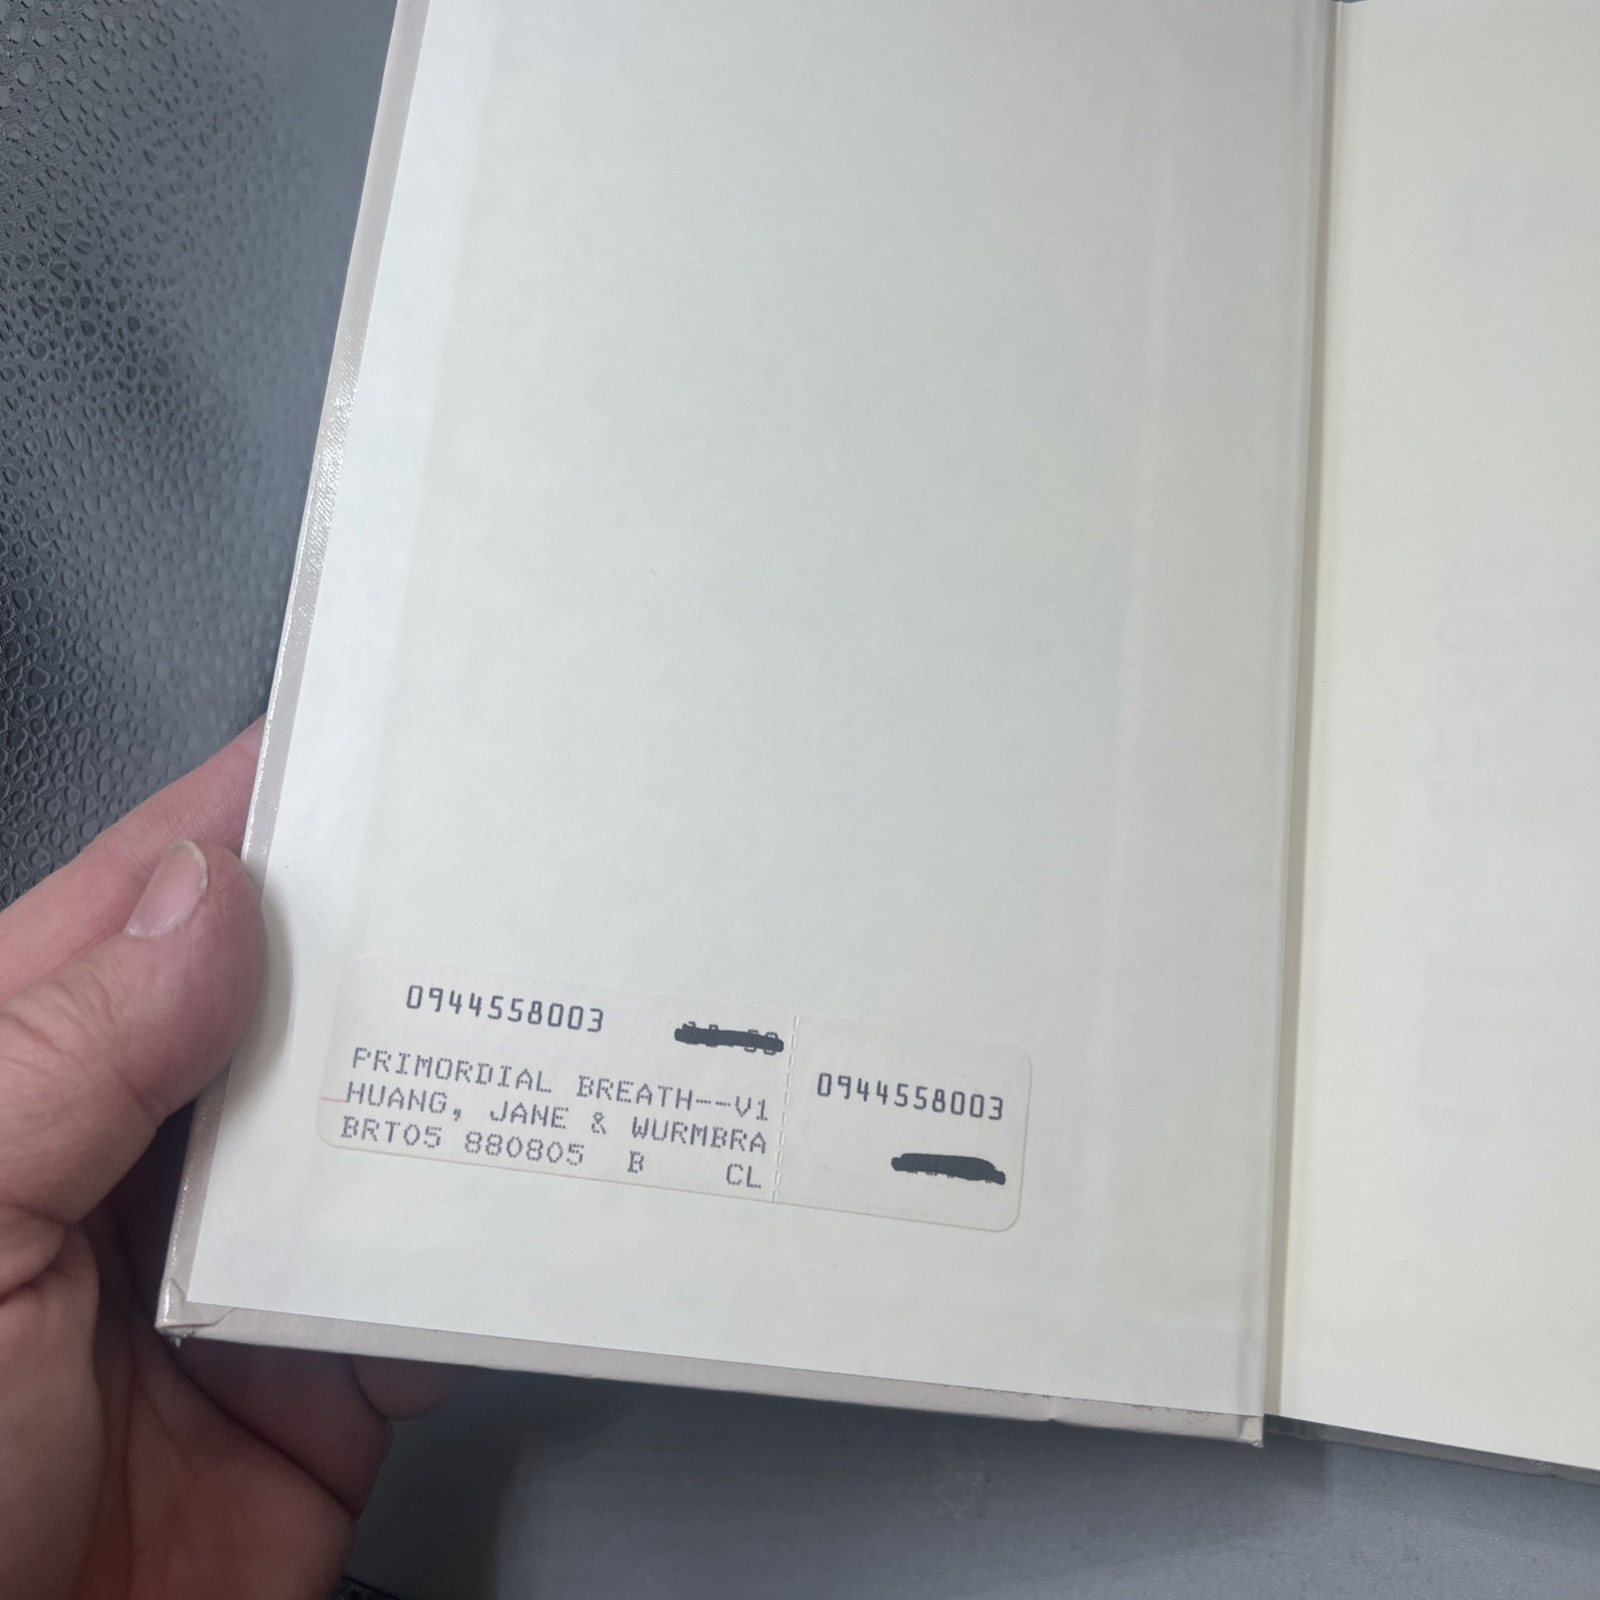 0944558003
PRIMORDIAL BREATH--V1
HUANG, JANE & WURMBRA
BRT05 880805 B CL
0944558003